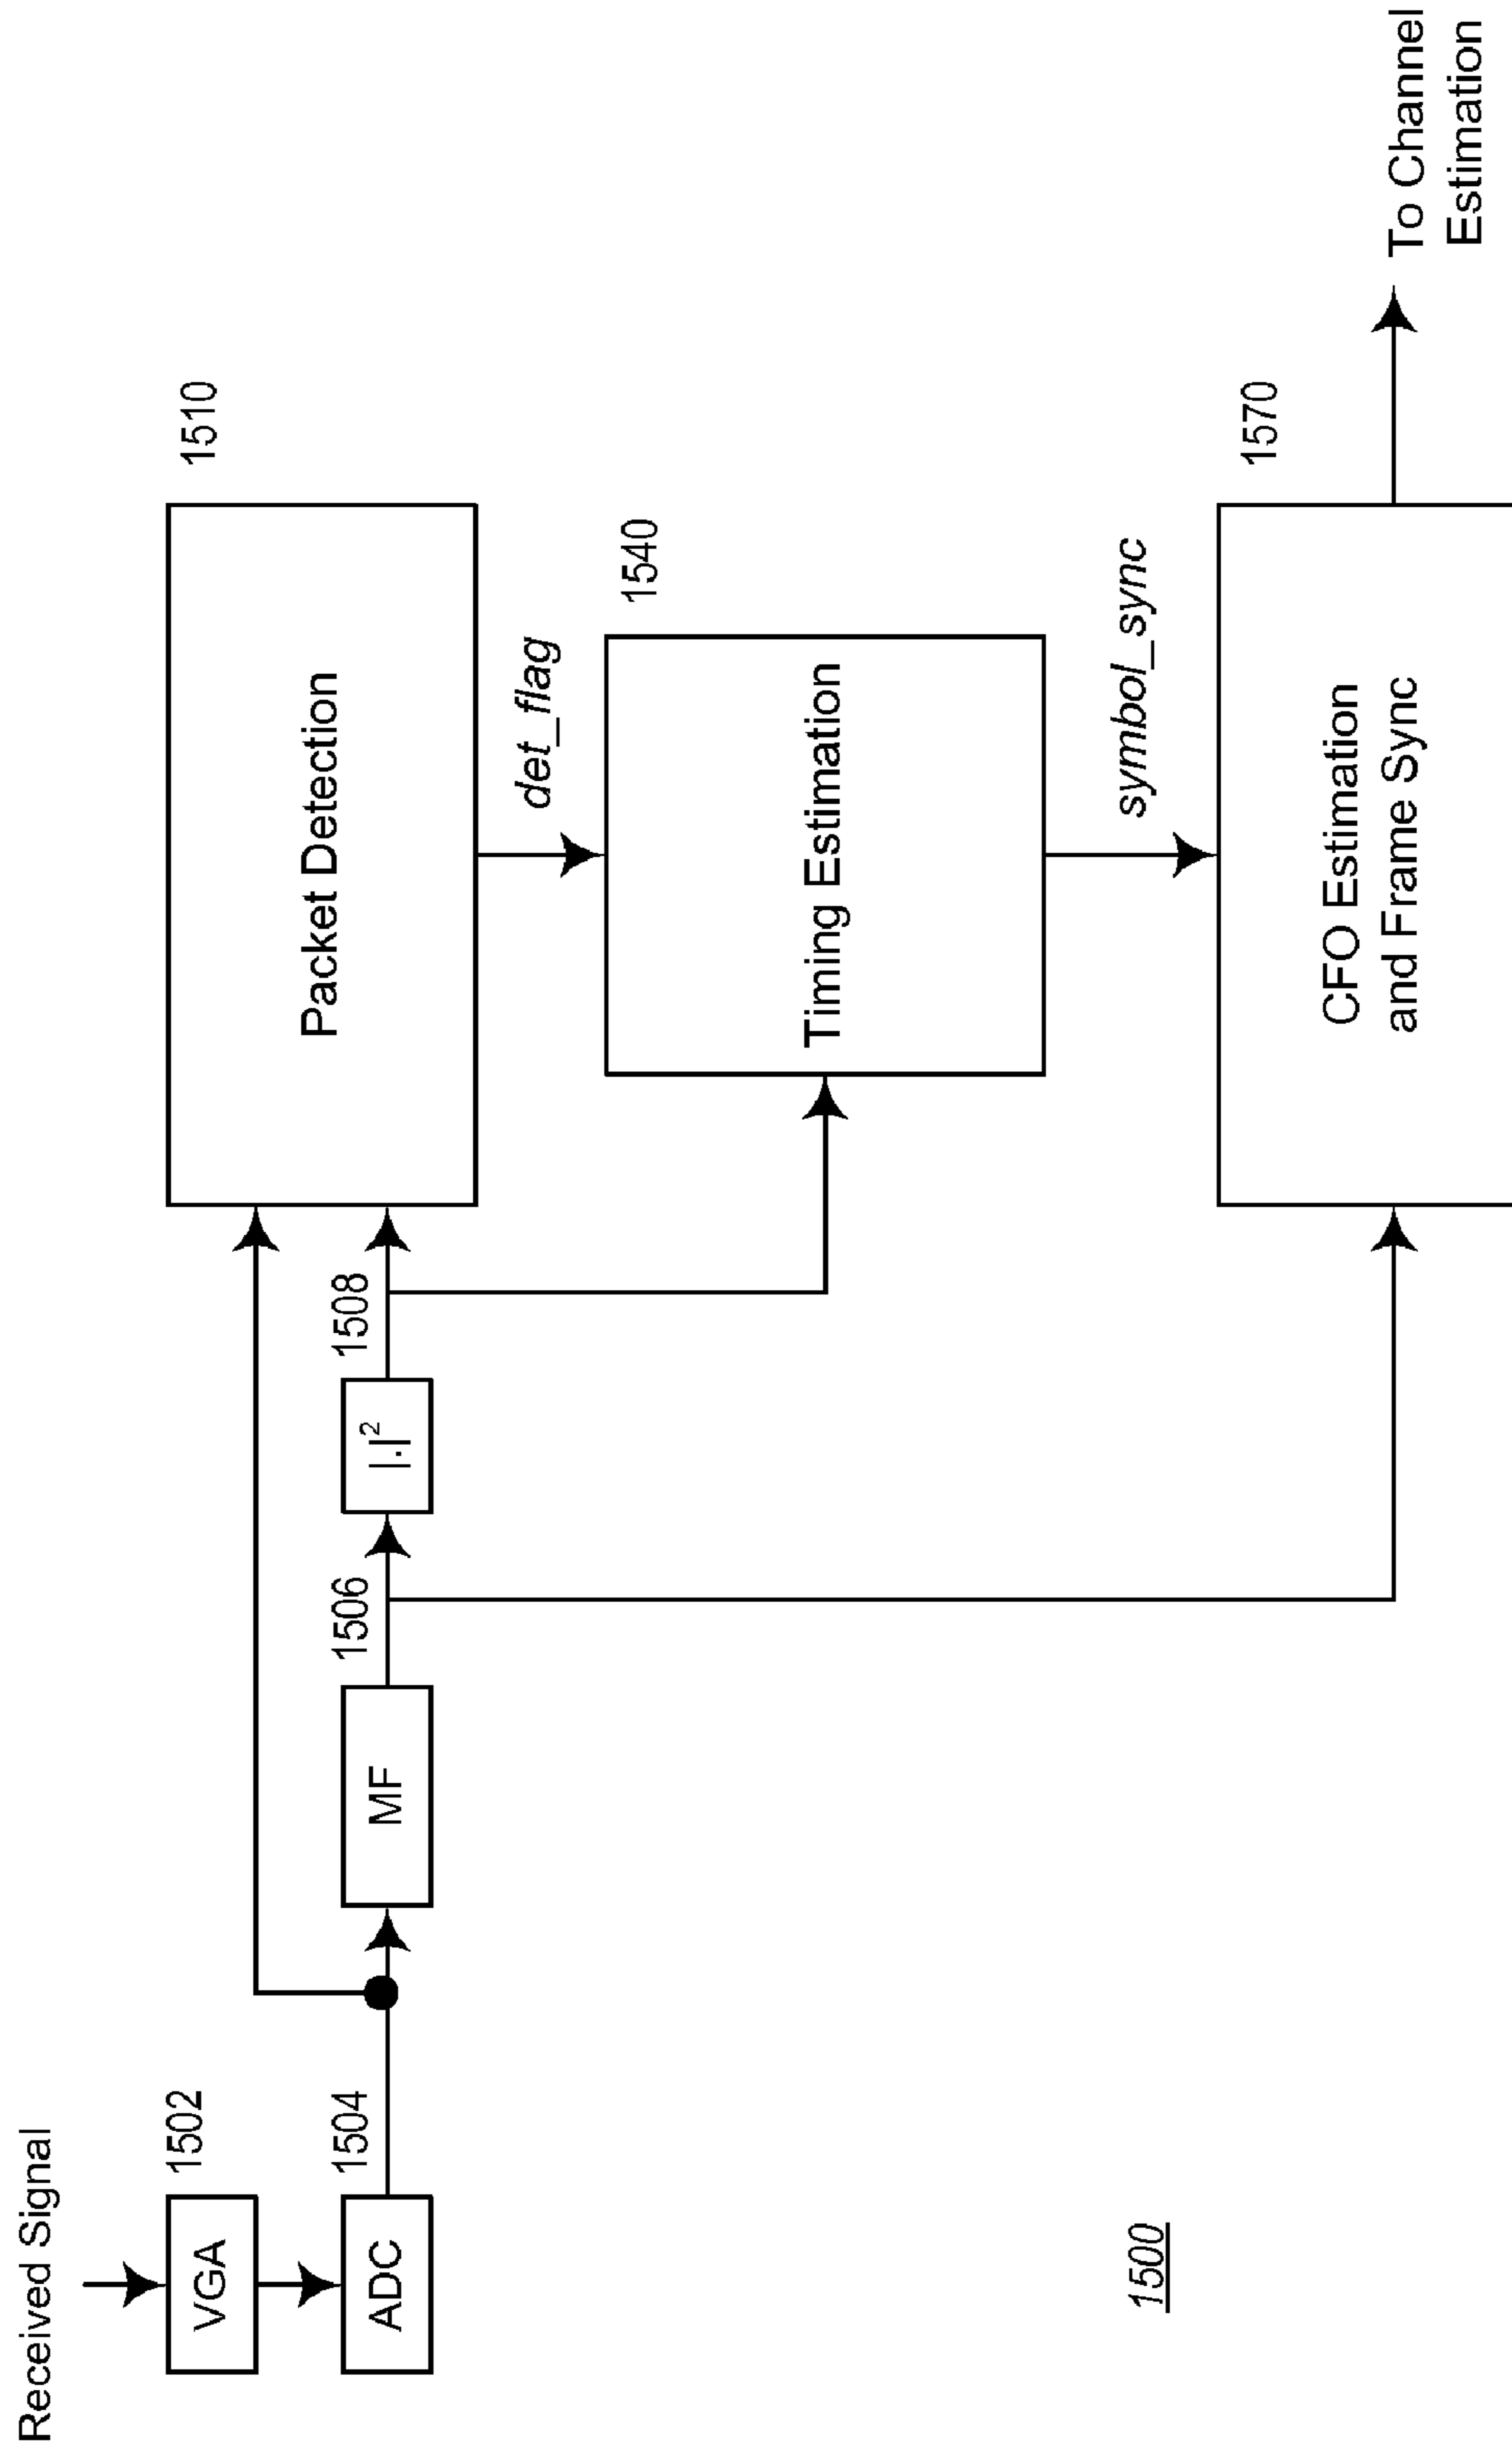 Received Signal
VGA
1502
ADC
1504
MF
1506
|.|²
1508
Packet Detection
1510
det_flag
Timing Estimation
1540
symbol_sync
CFO Estimation
and Frame Sync
1570
To Channel
Estimation
1500